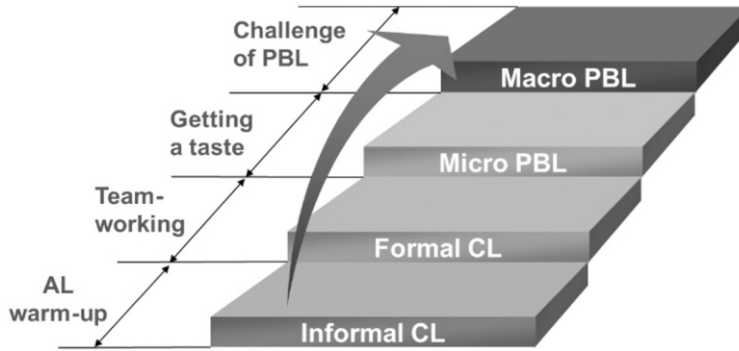 Challenge
of PBL
Macro PBL
Getting
a taste
Micro PBL
Team-
working
Formal CL
AL
warm-up
Informal CL